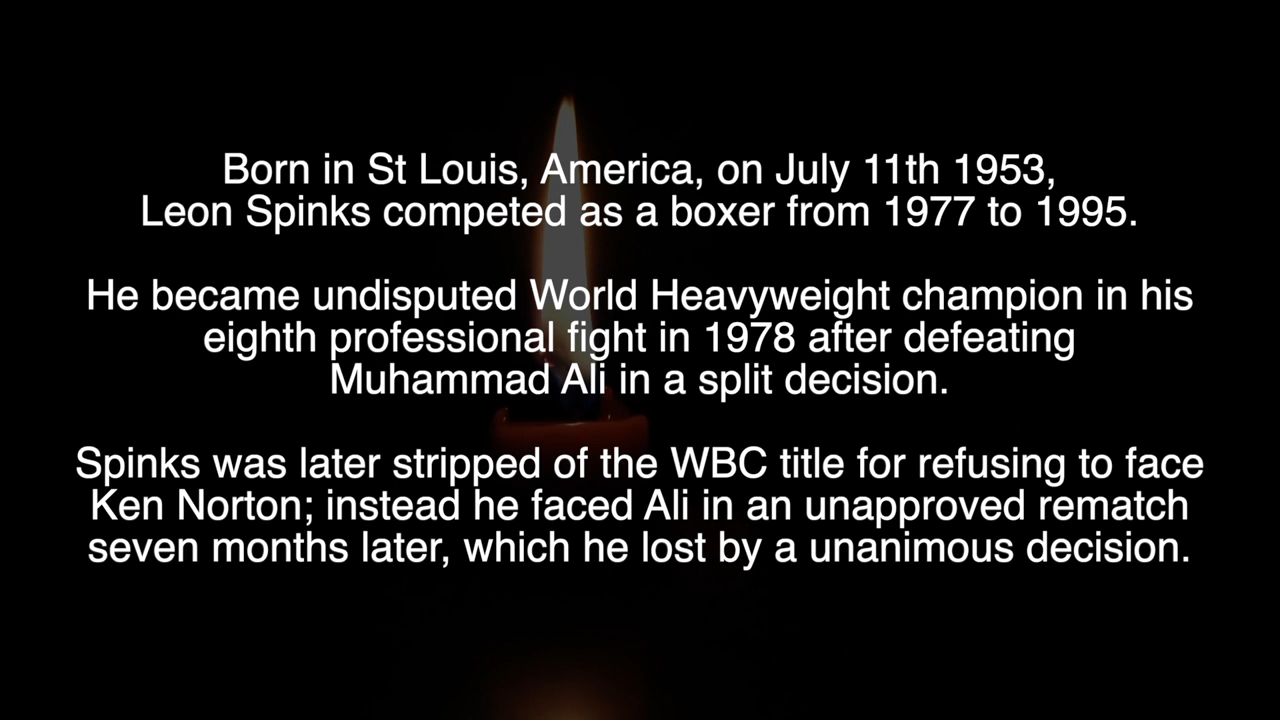 Born in St Louis, America, on July 11th 1953,
Leon Spinks competed as a boxer from 1977 to 1995.
He became undisputed World Heavyweight champion in his
eighth professional fight in 1978 after defeating
Muhammad Ali in a split decision.
Spinks was later stripped of the WBC title for refusing to face
Ken Norton; instead he faced Ali in an unapproved rematch
seven months later, which he lost by a unanimous decision.